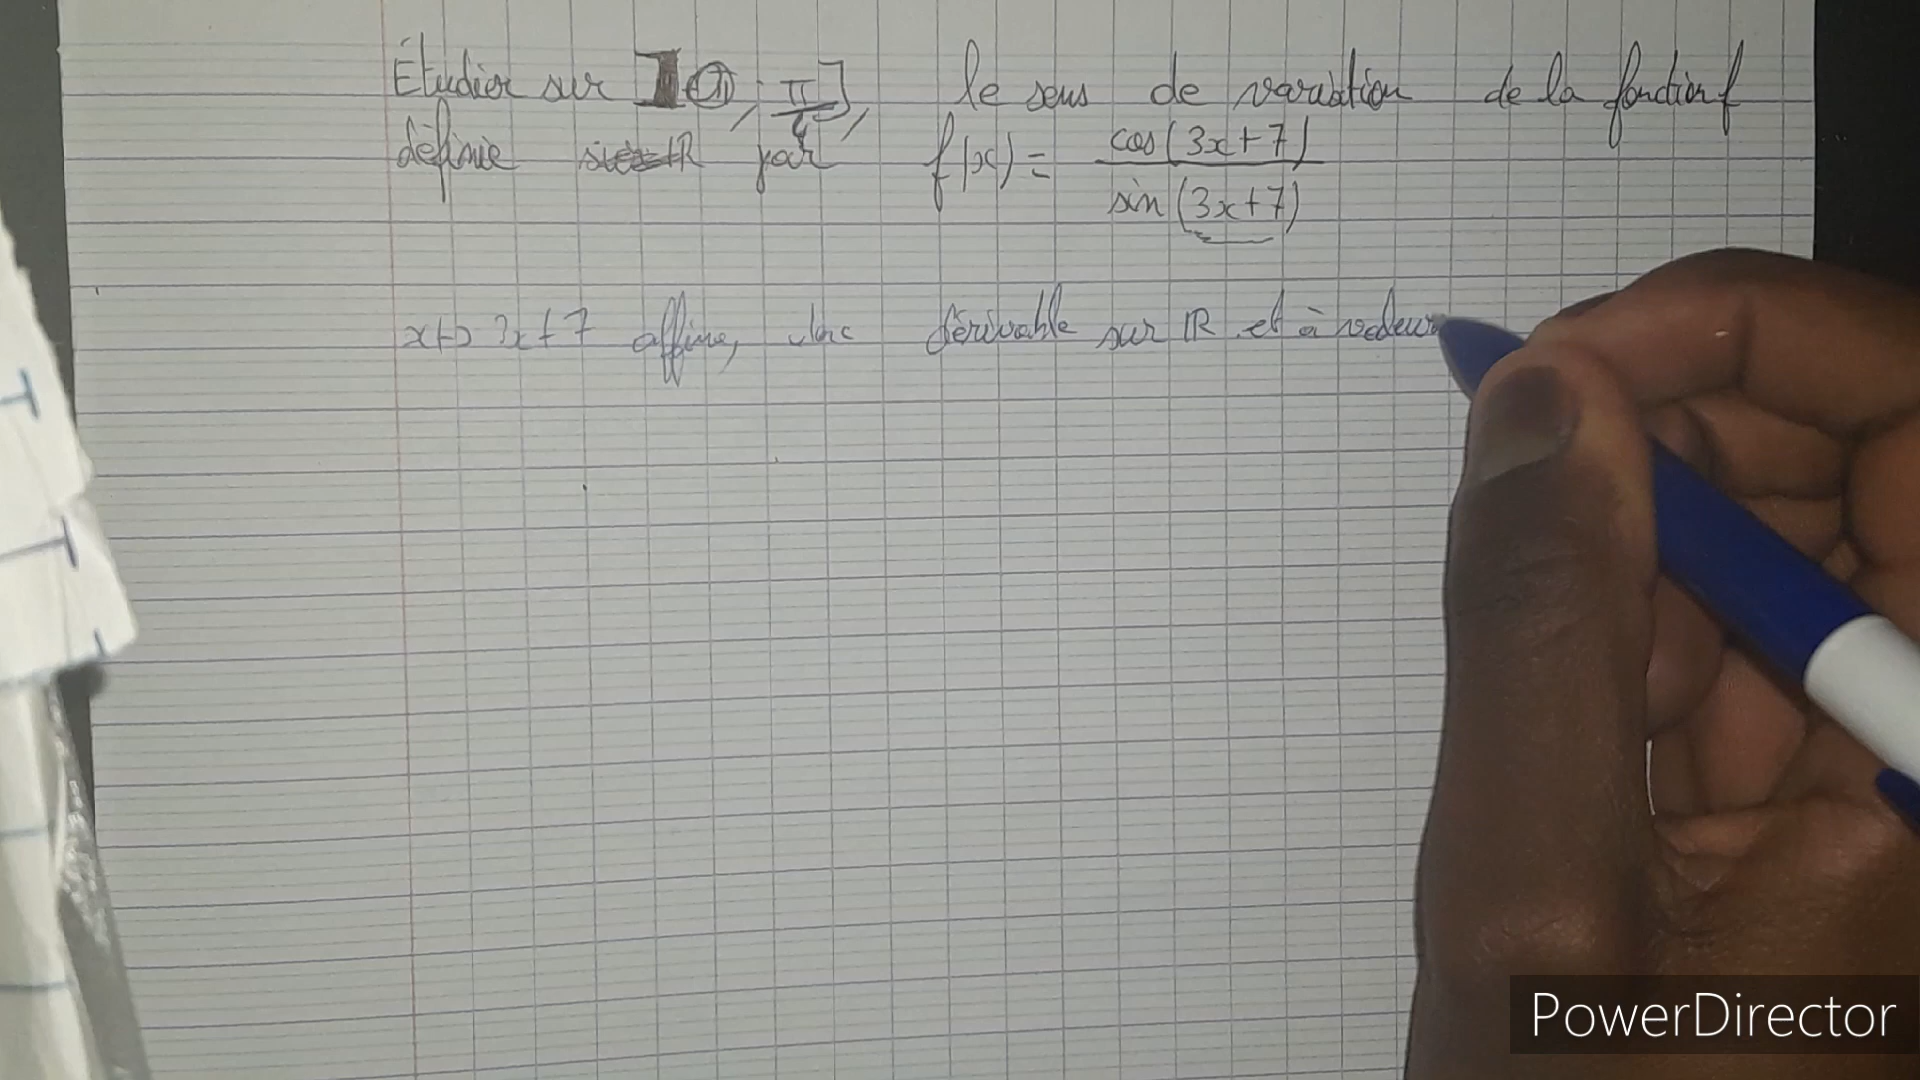 Étudier sur ]0, π/4], le sens de variation de la fonction f
définie sur ℝ par f(x) = cos(3x+7) / sin(3x+7)
x↦ 3x+7 affine, donc dérivable sur ℝ et à valeur
PowerDirector